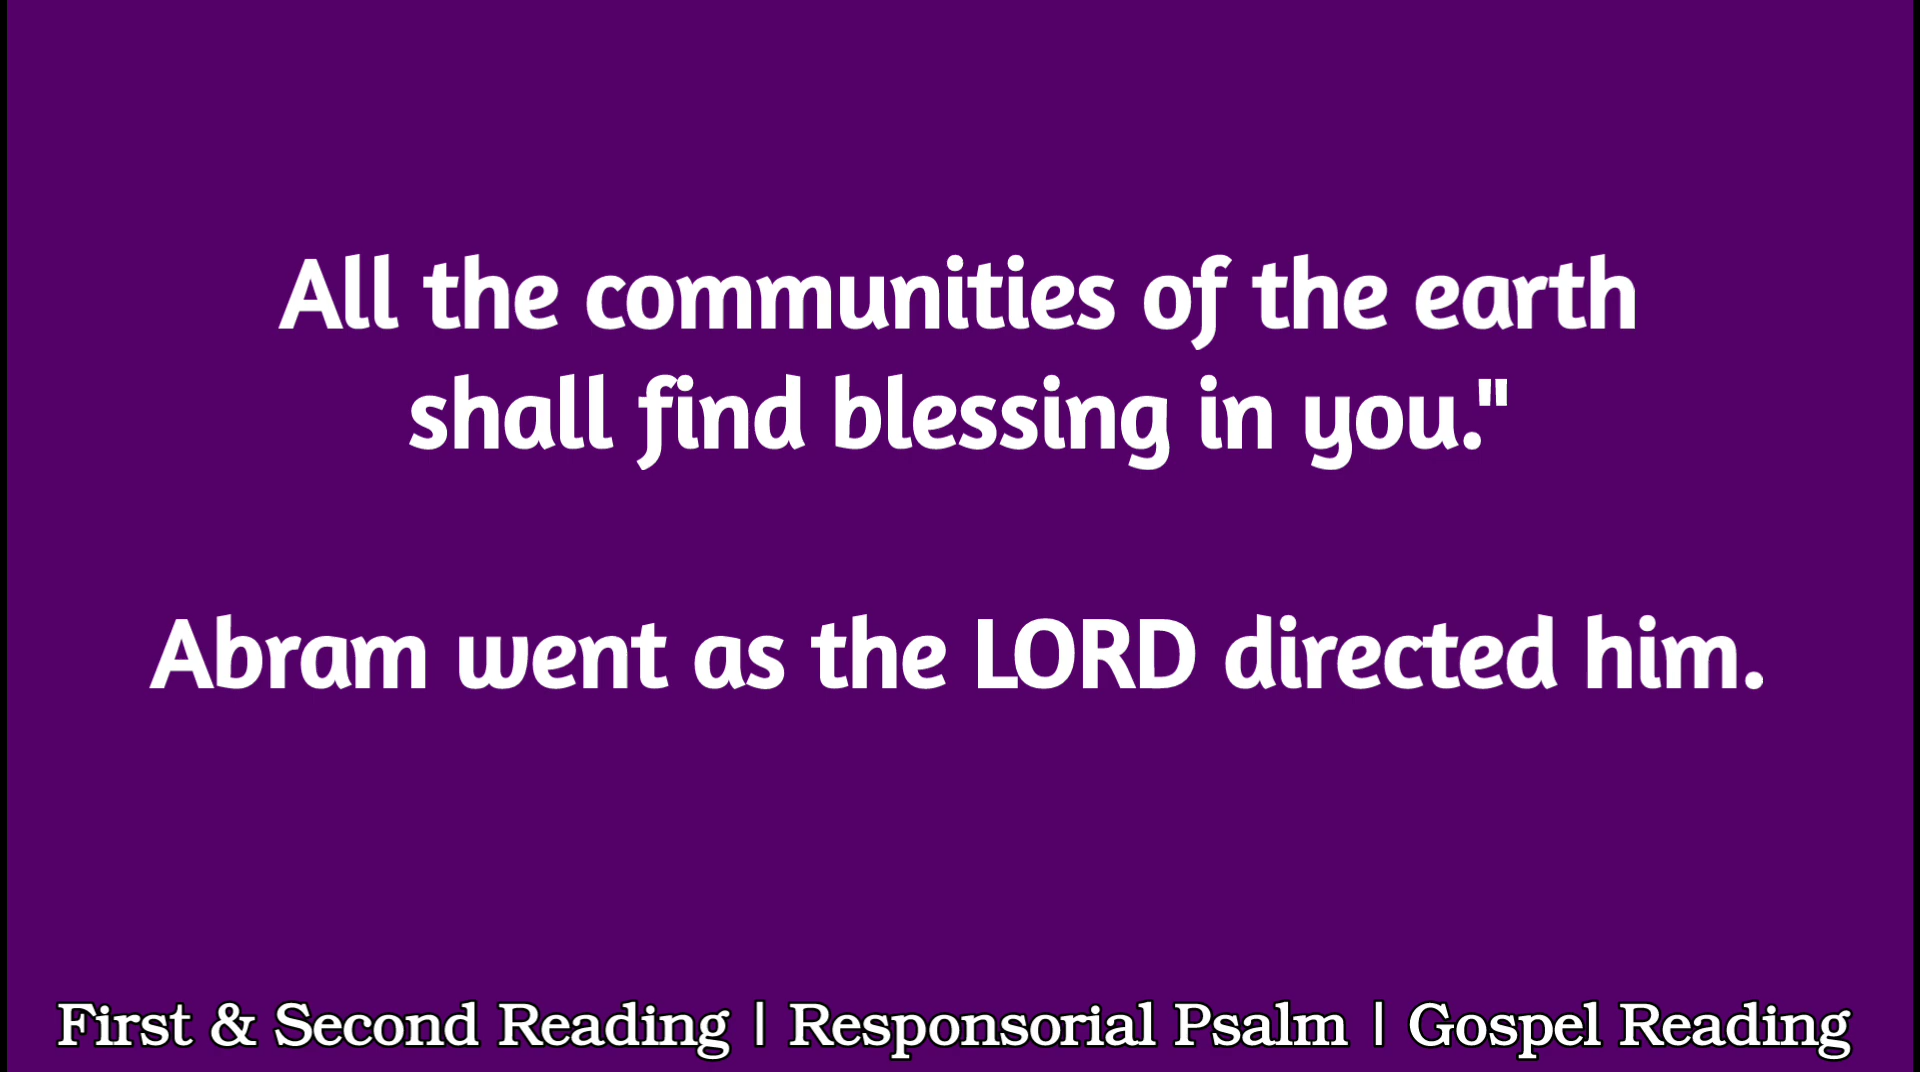 All the communities of the earth
shall find blessing in you."
Abram went as the LORD directed him.
First & Second Reading | Responsorial Psalm | Gospel Reading